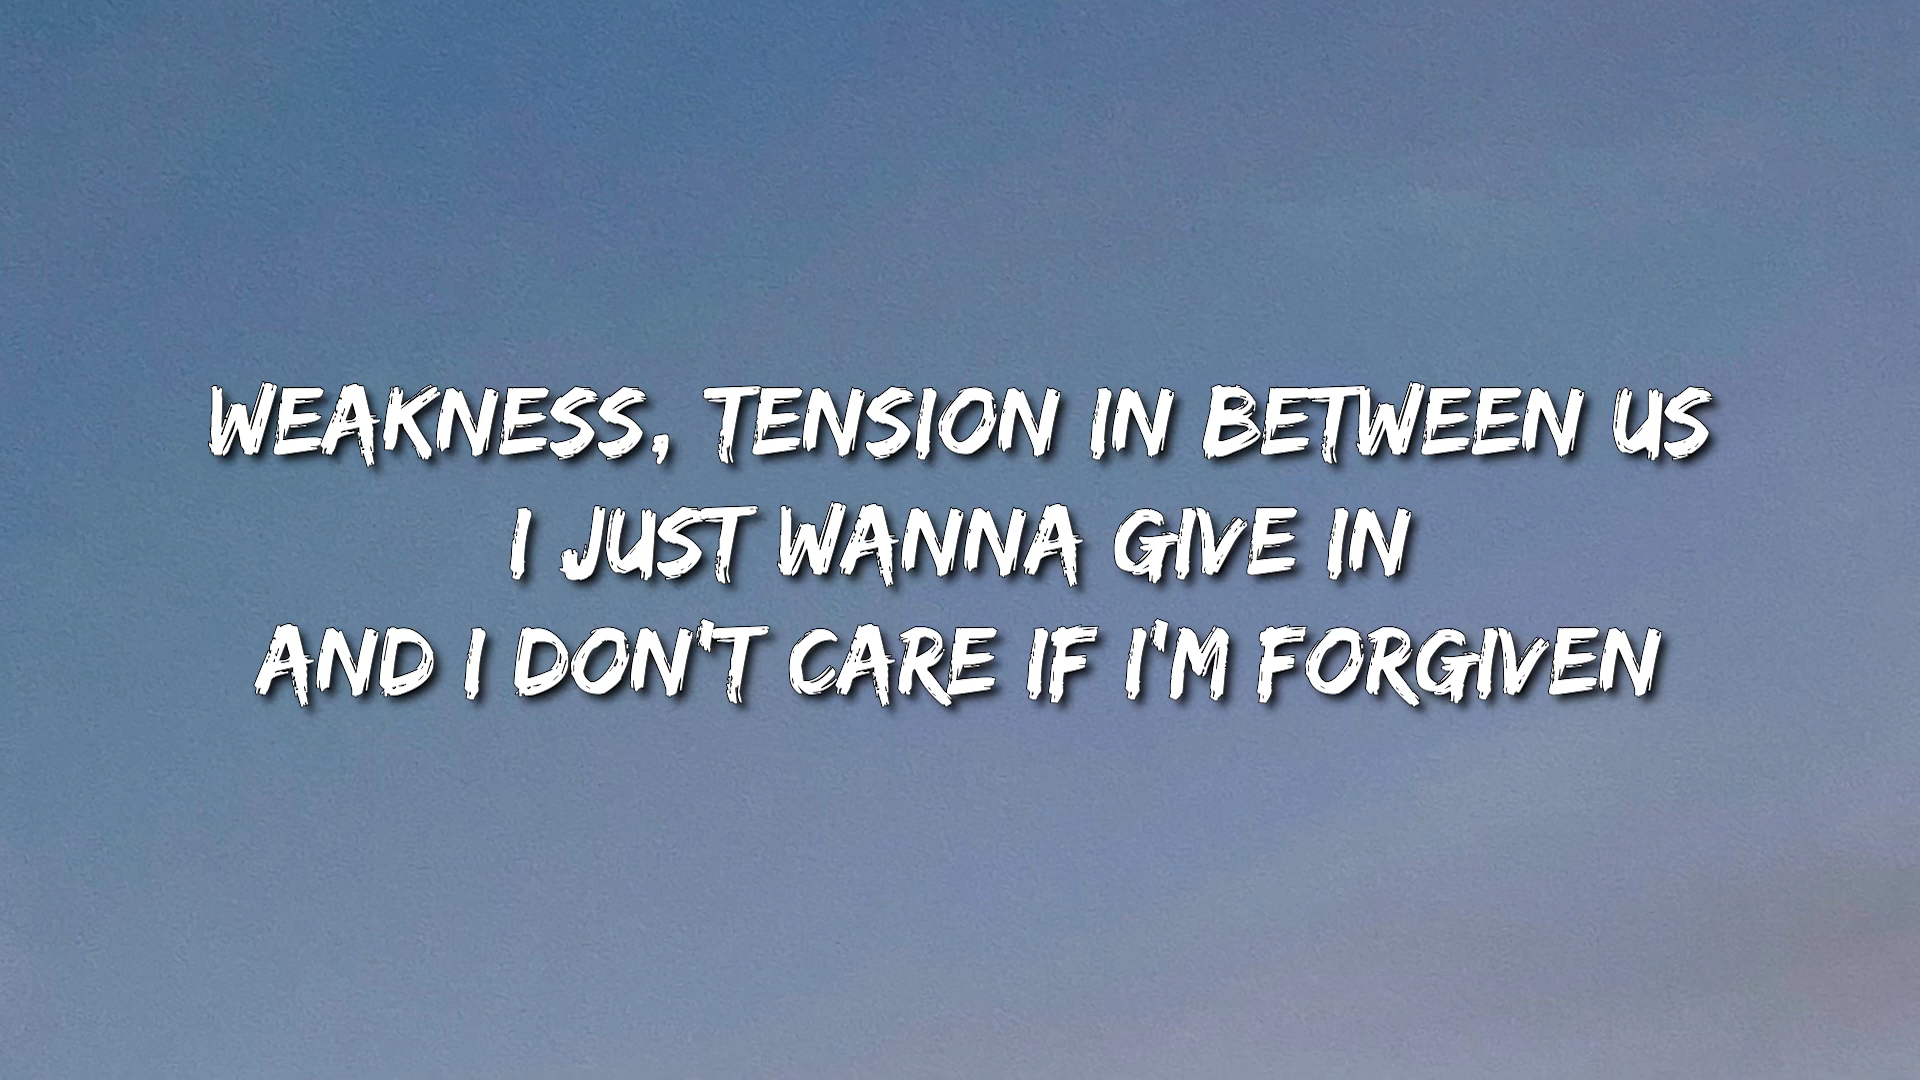 WEAKNESS, TENSION IN BETWEEN US
I JUST WANNA GIVE IN
AND I DON'T CARE IF I'M FORGIVEN